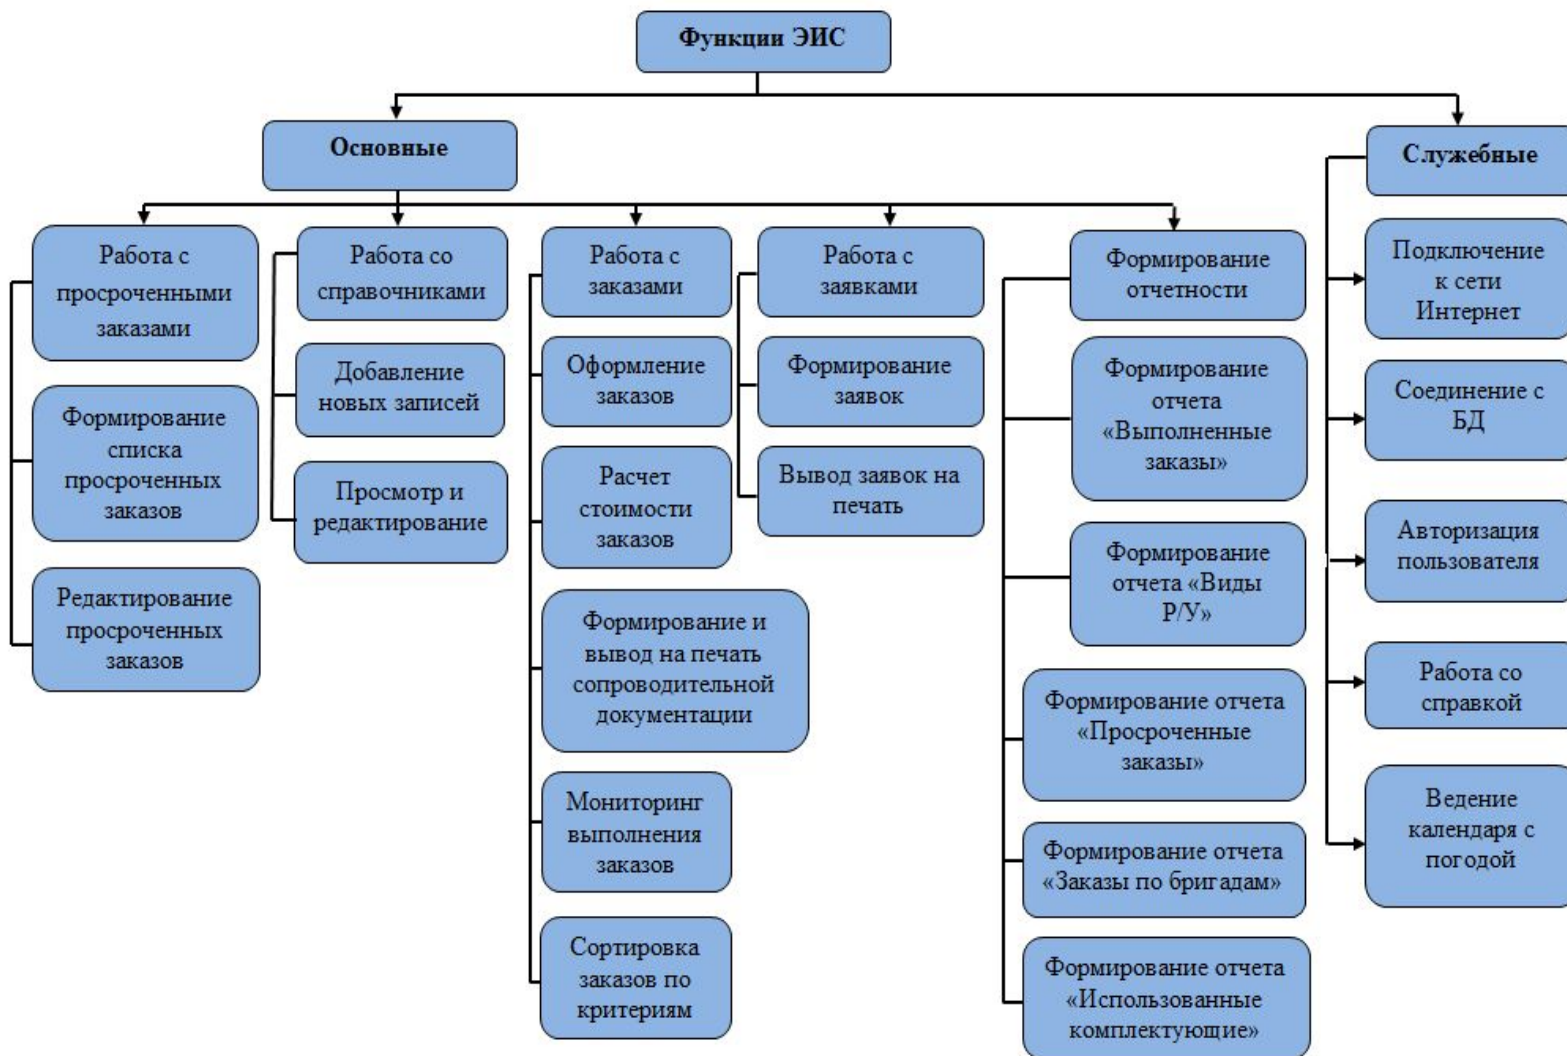 Функции ЭИС
Основные
Служебные
Работа с
просроченными
заказами
Формирование
списка
просроченных
заказов
Редактирование
просроченных
заказов
Работа со
справочниками
Добавление
новых записей
Просмотр и
редактирование
Работа с
заказами
Оформление
заказов
Расчет
стоимости
заказов
Формирование и
вывод на печать
сопроводительной
документации
Мониторинг
выполнения
заказов
Сортировка
заказов по
критериям
Работа с
заявками
Формирование
заявок
Вывод заявок на
печать
Формирование
отчетности
Формирование
отчета
«Выполненные
заказы»
Формирование
отчета «Виды
Р/У»
Формирование отчета
«Просроченные
заказы»
Формирование отчета
«Заказы по бригадам»
Формирование отчета
«Использованные
комплектующие»
Подключение
к сети
Интернет
Соединение с
БД
Авторизация
пользователя
Работа со
справкой
Ведение
календаря с
погодой